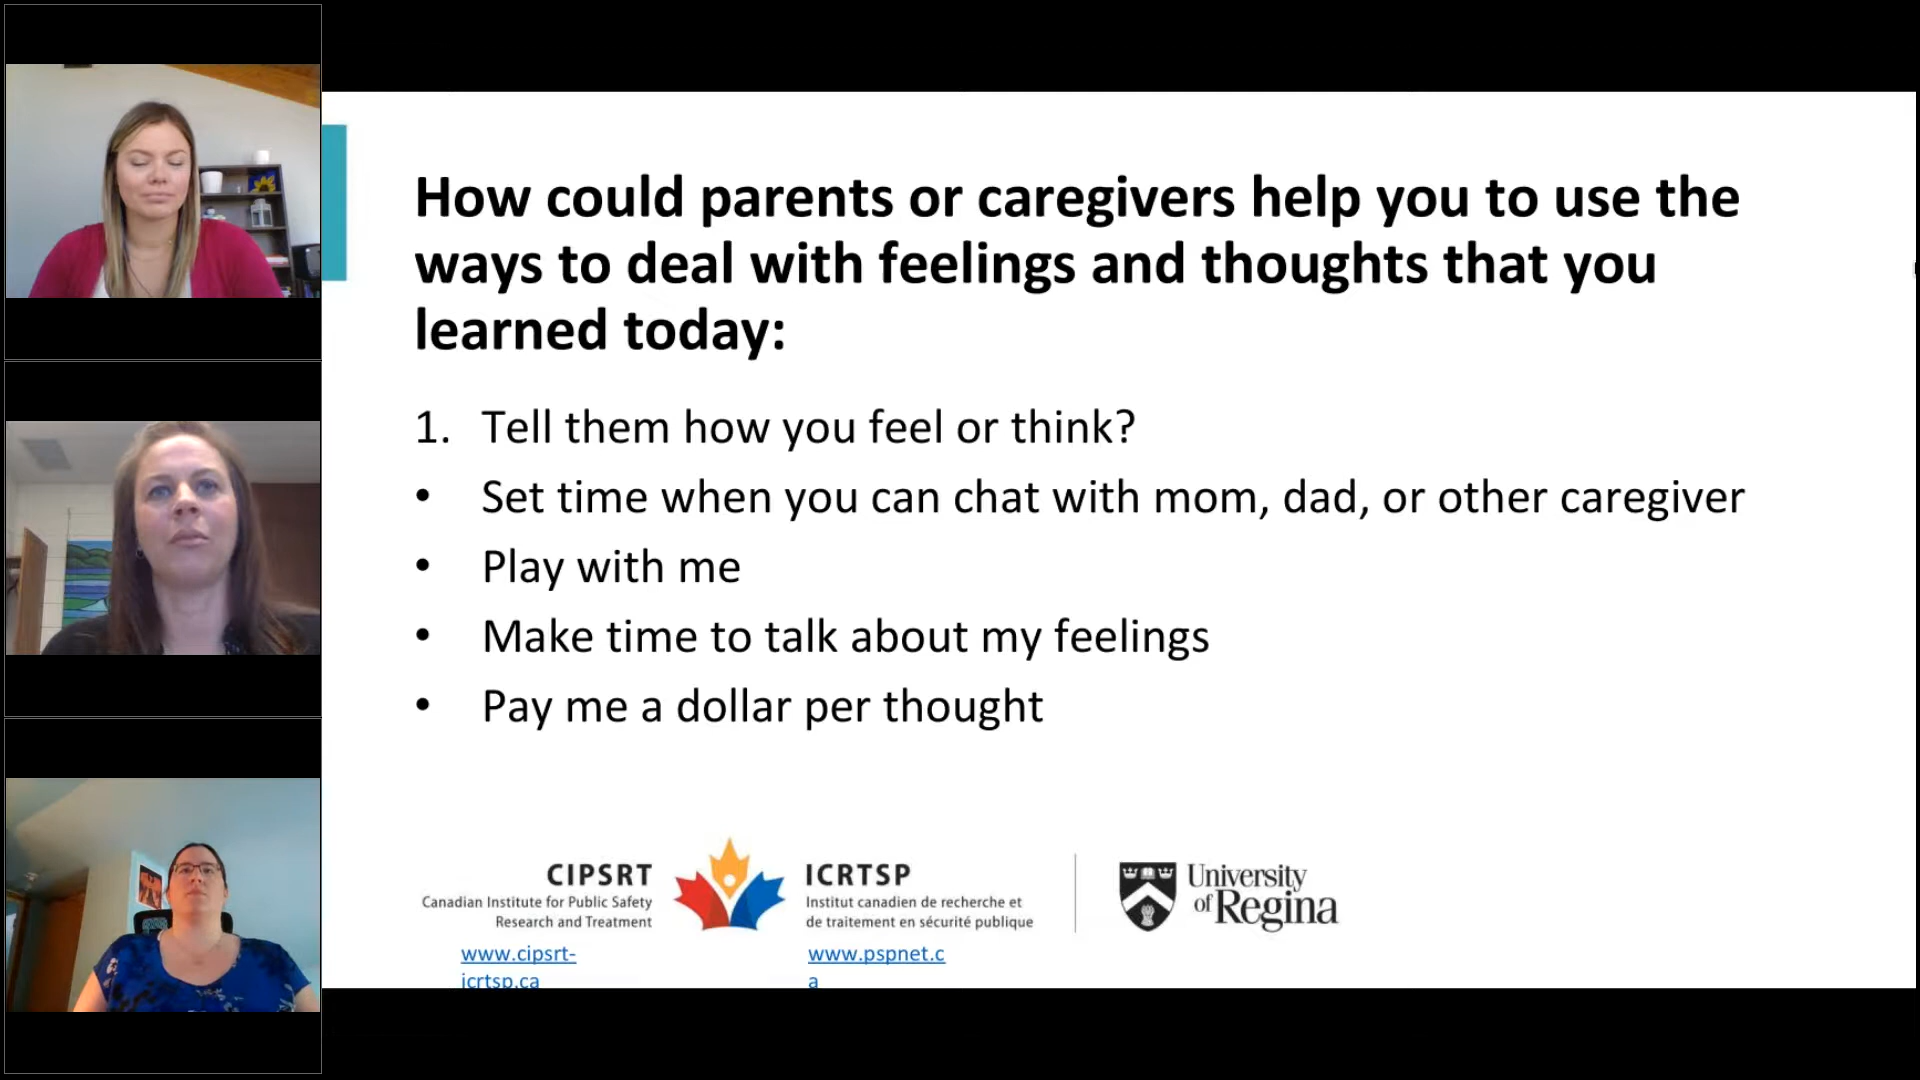 How could parents or caregivers help you to use the
ways to deal with feelings and thoughts that you
learned today:
1. Tell them how you feel or think?
• Set time when you can chat with mom, dad, or other caregiver
• Play with me
• Make time to talk about my feelings
• Pay me a dollar per thought
CIPSRT
Canadian Institute for Public Safety
Research and Treatment
www.cipsrt-
icrtsp.ca
ICRTSP
Institut canadien de recherche et
de traitement en sécurité publique
www.pspnet.c
a
University
of Regina